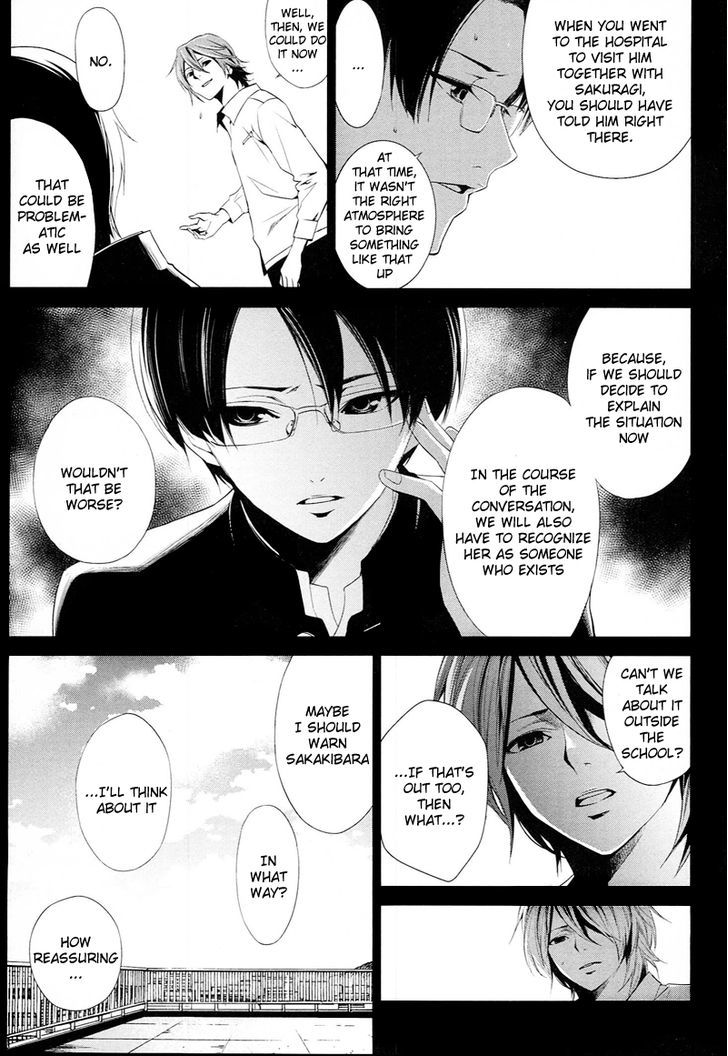 WHEN YOU WENT
TO THE HOSPITAL
TO VISIT HIM
TOGETHER WITH
SAKURAGI,
YOU SHOULD HAVE
TOLD HIM RIGHT
THERE.
...
AT
THAT TIME,
IT WASN'T
THE RIGHT
ATMOSPHERE
TO BRING
SOMETHING
LIKE THAT
UP
WELL,
THEN, WE
COULD DO
IT NOW
...
NO.
THAT
COULD BE
PROBLEM-
ATIC
AS WELL
BECAUSE,
IF WE SHOULD
DECIDE TO
EXPLAIN
THE SITUATION
NOW
IN THE COURSE
OF THE
CONVERSATION,
WE WILL ALSO
HAVE TO RECOGNIZE
HER AS SOMEONE
WHO EXISTS
WOULDN'T
THAT BE
WORSE?
CAN'T WE
TALK
ABOUT IT
OUTSIDE
THE
SCHOOL?
...IF THAT'S
OUT TOO,
THEN
WHAT...?
MAYBE
I SHOULD
WARN
SAKAKIBARA
IN
WHAT
WAY?
...I'LL THINK
ABOUT IT
HOW
REASSURING
...